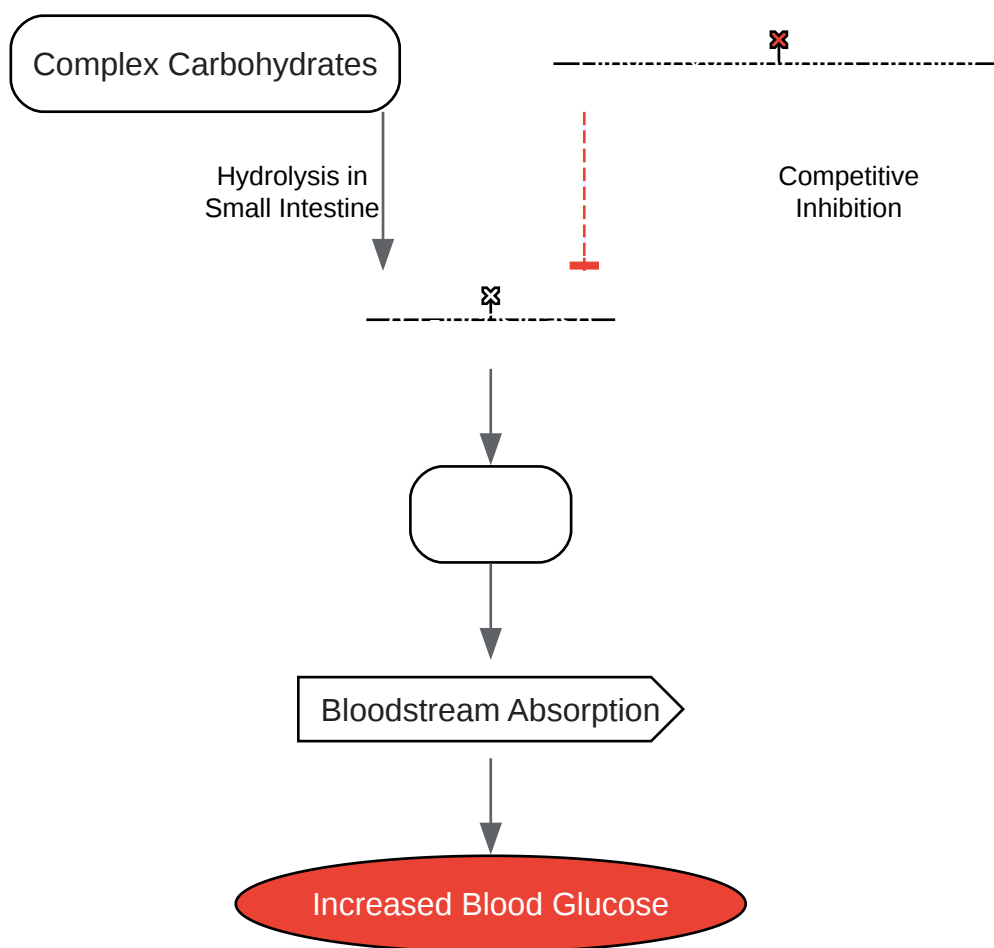 Complex Carbohydrates
Hydrolysis in
Small Intestine
Competitive
Inhibition
Bloodstream Absorption
Increased Blood Glucose